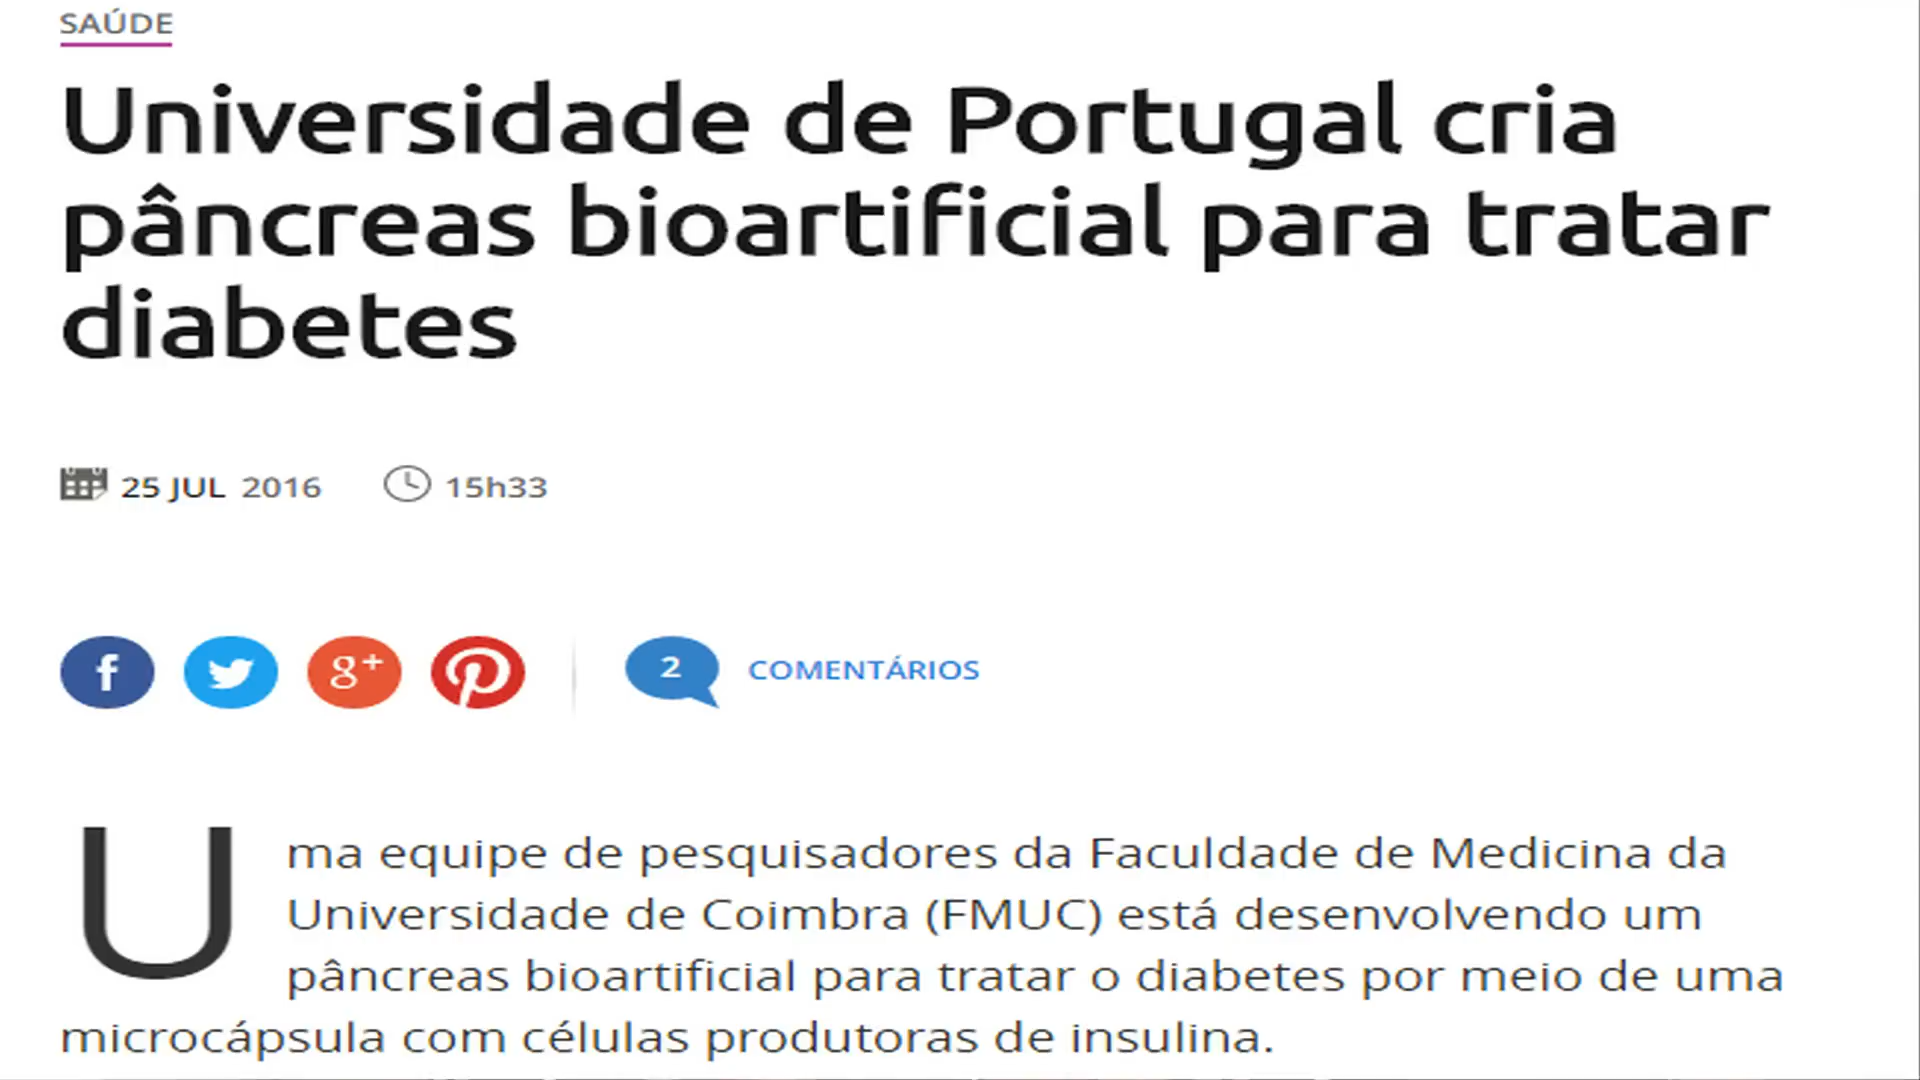 SAÚDE
Universidade de Portugal cria
pâncreas bioartificial para tratar
diabetes
25 JUL 2016 15h33
f g+ 2 COMENTÁRIOS
Uma equipe de pesquisadores da Faculdade de Medicina da
Universidade de Coimbra (FMUC) está desenvolvendo um
pâncreas bioartificial para tratar o diabetes por meio de uma
microcápsula com células produtoras de insulina.